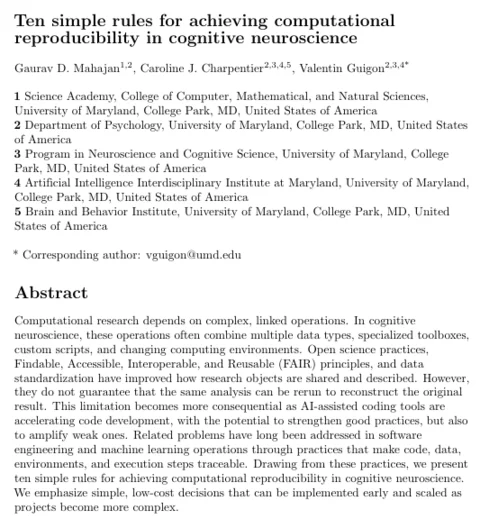 Ten simple rules for achieving computational
reproducibility in cognitive neuroscience
Gaurav D. Mahajan1,2, Caroline J. Charpentier2,3,4,5, Valentin Guigon2,3,4*
1 Science Academy, College of Computer, Mathematical, and Natural Sciences,
University of Maryland, College Park, MD, United States of America
2 Department of Psychology, University of Maryland, College Park, MD, United States
of America
3 Program in Neuroscience and Cognitive Science, University of Maryland, College
Park, MD, United States of America
4 Artificial Intelligence Interdisciplinary Institute at Maryland, University of Maryland,
College Park, MD, United States of America
5 Brain and Behavior Institute, University of Maryland, College Park, MD, United
States of America
* Corresponding author: vguigon@umd.edu
Abstract
Computational research depends on complex, linked operations. In cognitive
neuroscience, these operations often combine multiple data types, specialized toolboxes,
custom scripts, and changing computing environments. Open science practices,
Findable, Accessible, Interoperable, and Reusable (FAIR) principles, and data
standardization have improved how research objects are shared and described. However,
they do not guarantee that the same analysis can be rerun to reconstruct the original
result. This limitation becomes more consequential as AI-assisted coding tools are
accelerating code development, with the potential to strengthen good practices, but also
to amplify weak ones. Related problems have long been addressed in software
engineering and machine learning operations through practices that make code, data,
environments, and execution steps traceable. Drawing from these practices, we present
ten simple rules for achieving computational reproducibility in cognitive neuroscience.
We emphasize simple, low-cost decisions that can be implemented early and scaled as
projects become more complex.